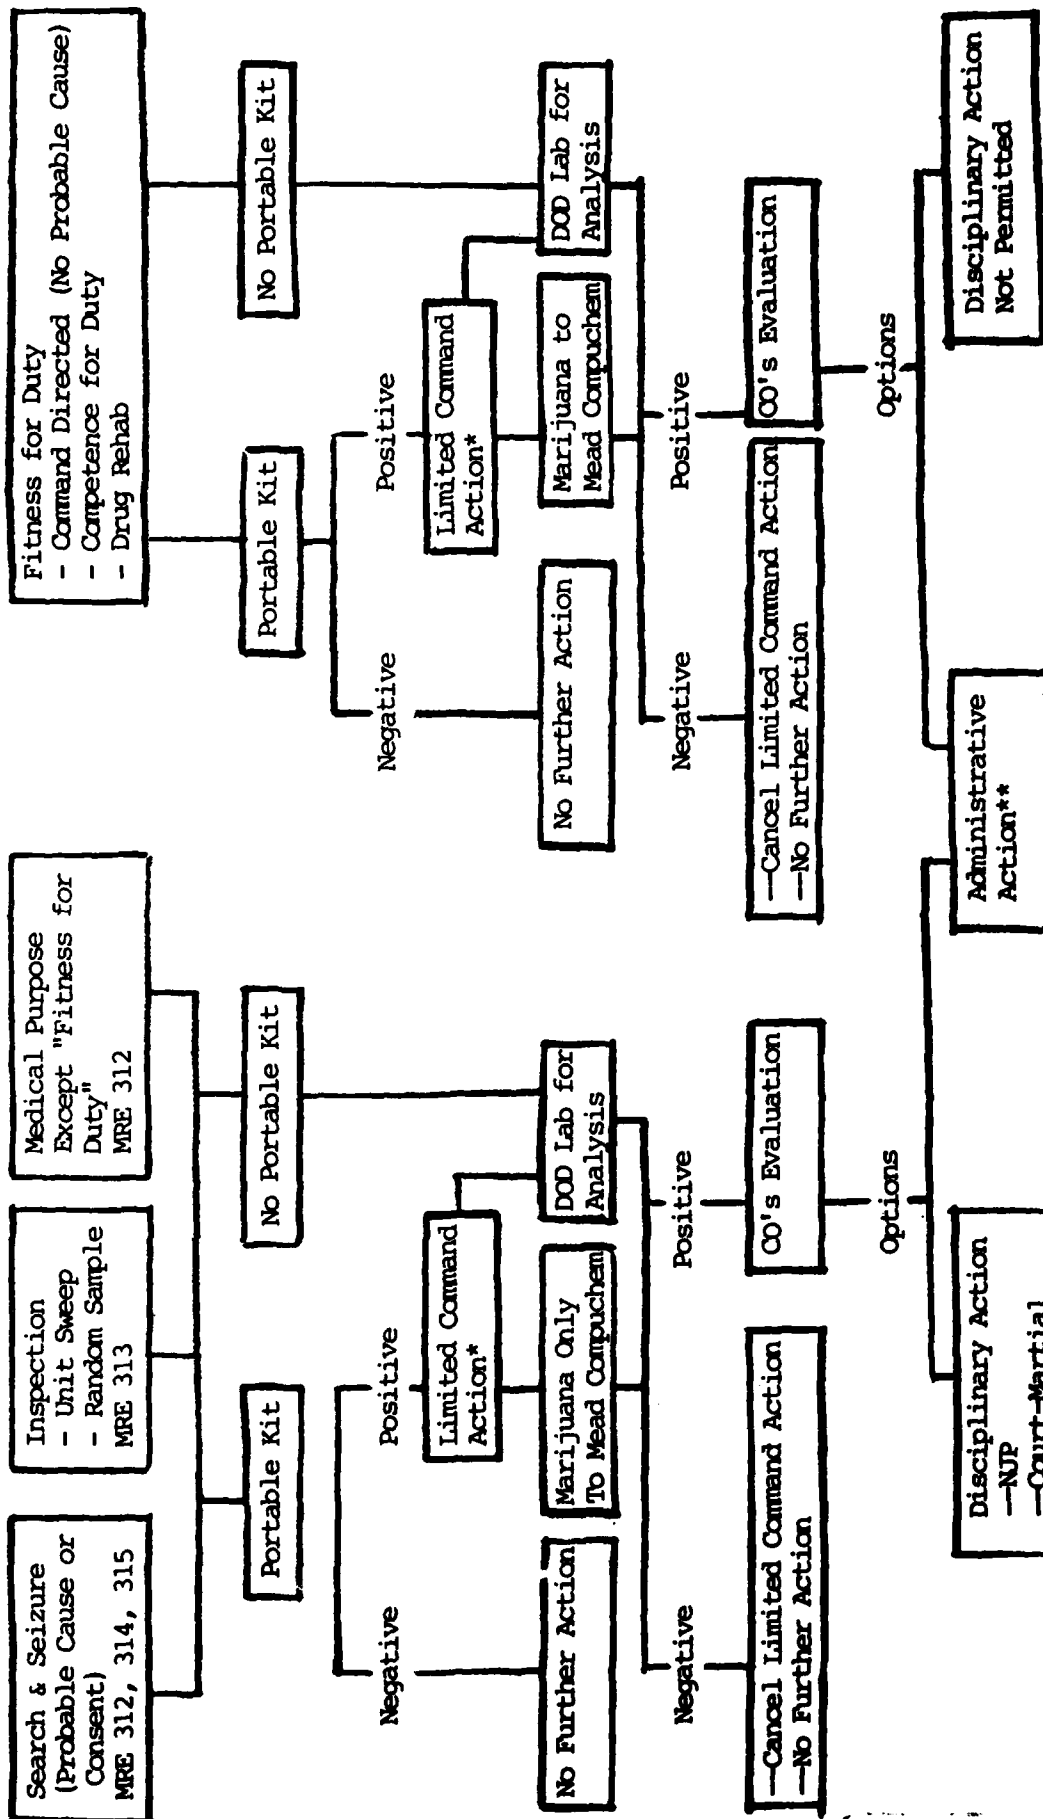 Search & Seizure
(Probable Cause or
Consent)
MRE 312, 314, 315
Inspection
- Unit Sweep
- Random Sample
MRE 313
Medical Purpose
Except "Fitness for
Duty"
MRE 312
Fitness for Duty
- Command Directed (No Probable Cause)
- Competence for Duty
- Drug Rehab
Portable Kit
No Portable Kit
Portable Kit
No Portable Kit
Negative
Positive
Negative
Positive
Limited Command
Action*
Limited Command
Action*
No Further Action
Marijuana Only
To Mead Compuchem
DOD Lab for
Analysis
No Further Action
Marijuana to
Mead Compuchem
DOD Lab for
Analysis
Negative
Positive
Negative
Positive
—Cancel Limited Command Action
—No Further Action
CO's Evaluation
—Cancel Limited Command Action
—No Further Action
CO's Evaluation
Options
Options
Disciplinary Action
—NJP
—Court-Martial
Administrative
Action**
Disciplinary Action
Not Permitted